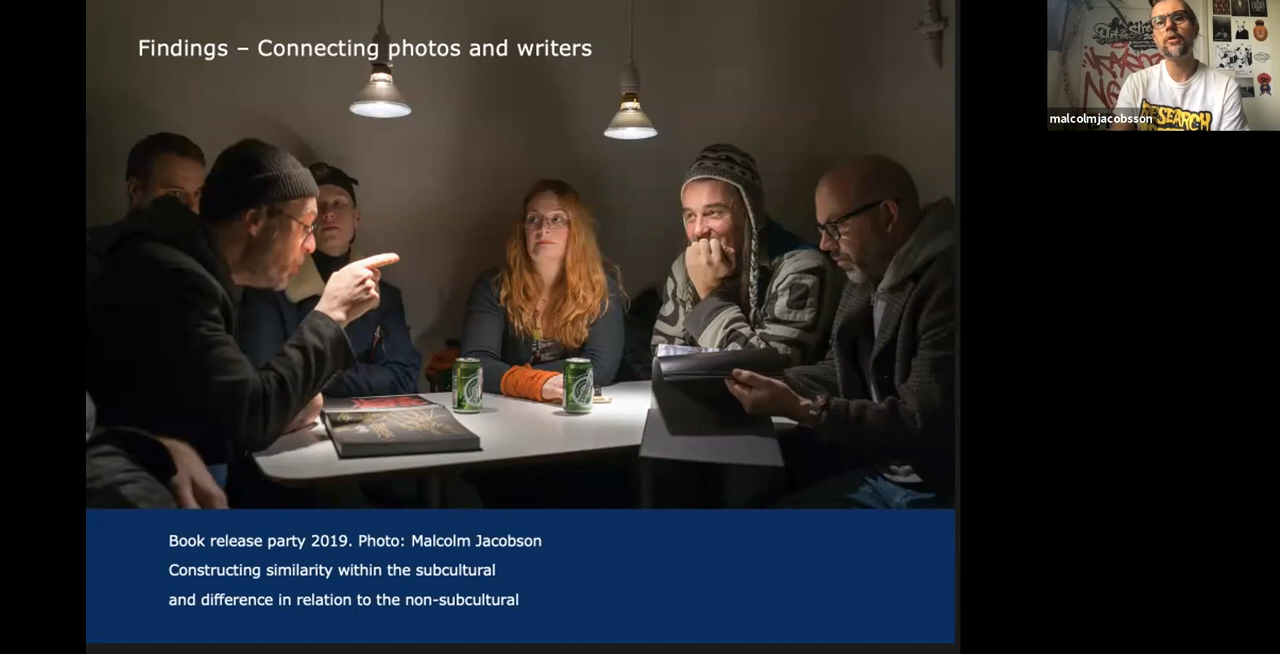 Findings – Connecting photos and writers
malcolmjacobsson
RESEARCH
Book release party 2019. Photo: Malcolm Jacobson
Constructing similarity within the subcultural
and difference in relation to the non-subcultural